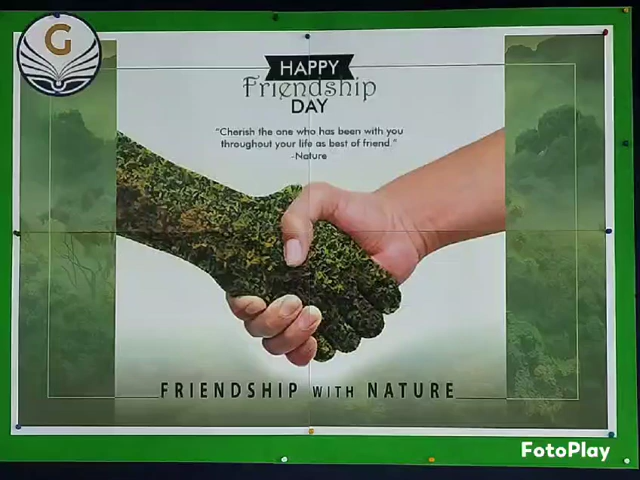 G
HAPPY
Friendship
DAY
"Cherish the one who has been with you
throughout your life as best of friend."
-Nature
FRIENDSHIP WITH NATURE
FotoPlay